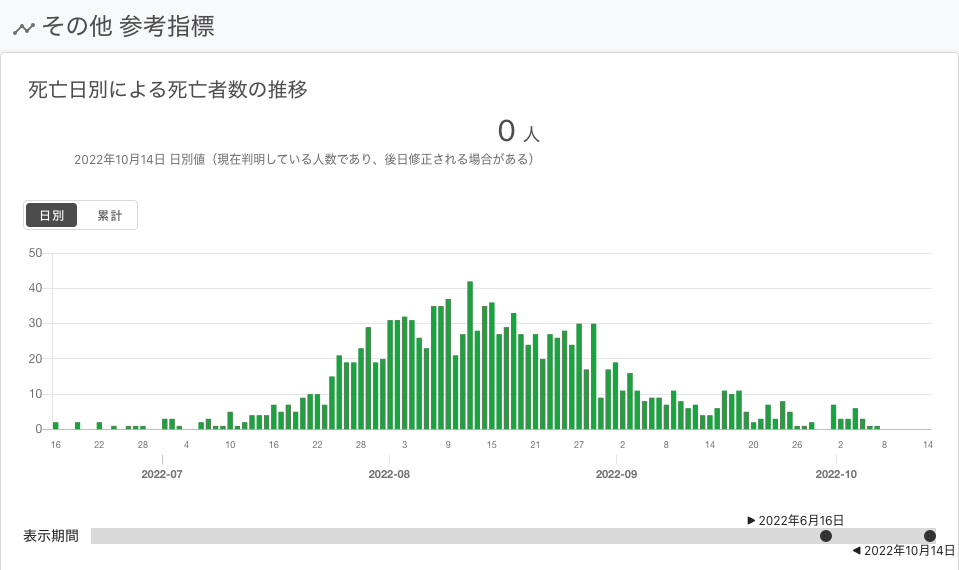 その他 参考指標
死亡日別による死亡者数の推移
0 人
2022年10月14日 日別値（現在判明している人数であり、後日修正される場合がある）
日別 累計
50
40
30
20
10
0
16 22 28 4 10 16 22 28 3 9 15 21 27 2 8 14 20 26 2 8 14
2022-07 2022-08 2022-09 2022-10
▶ 2022年6月16日
表示期間
◀ 2022年10月14日